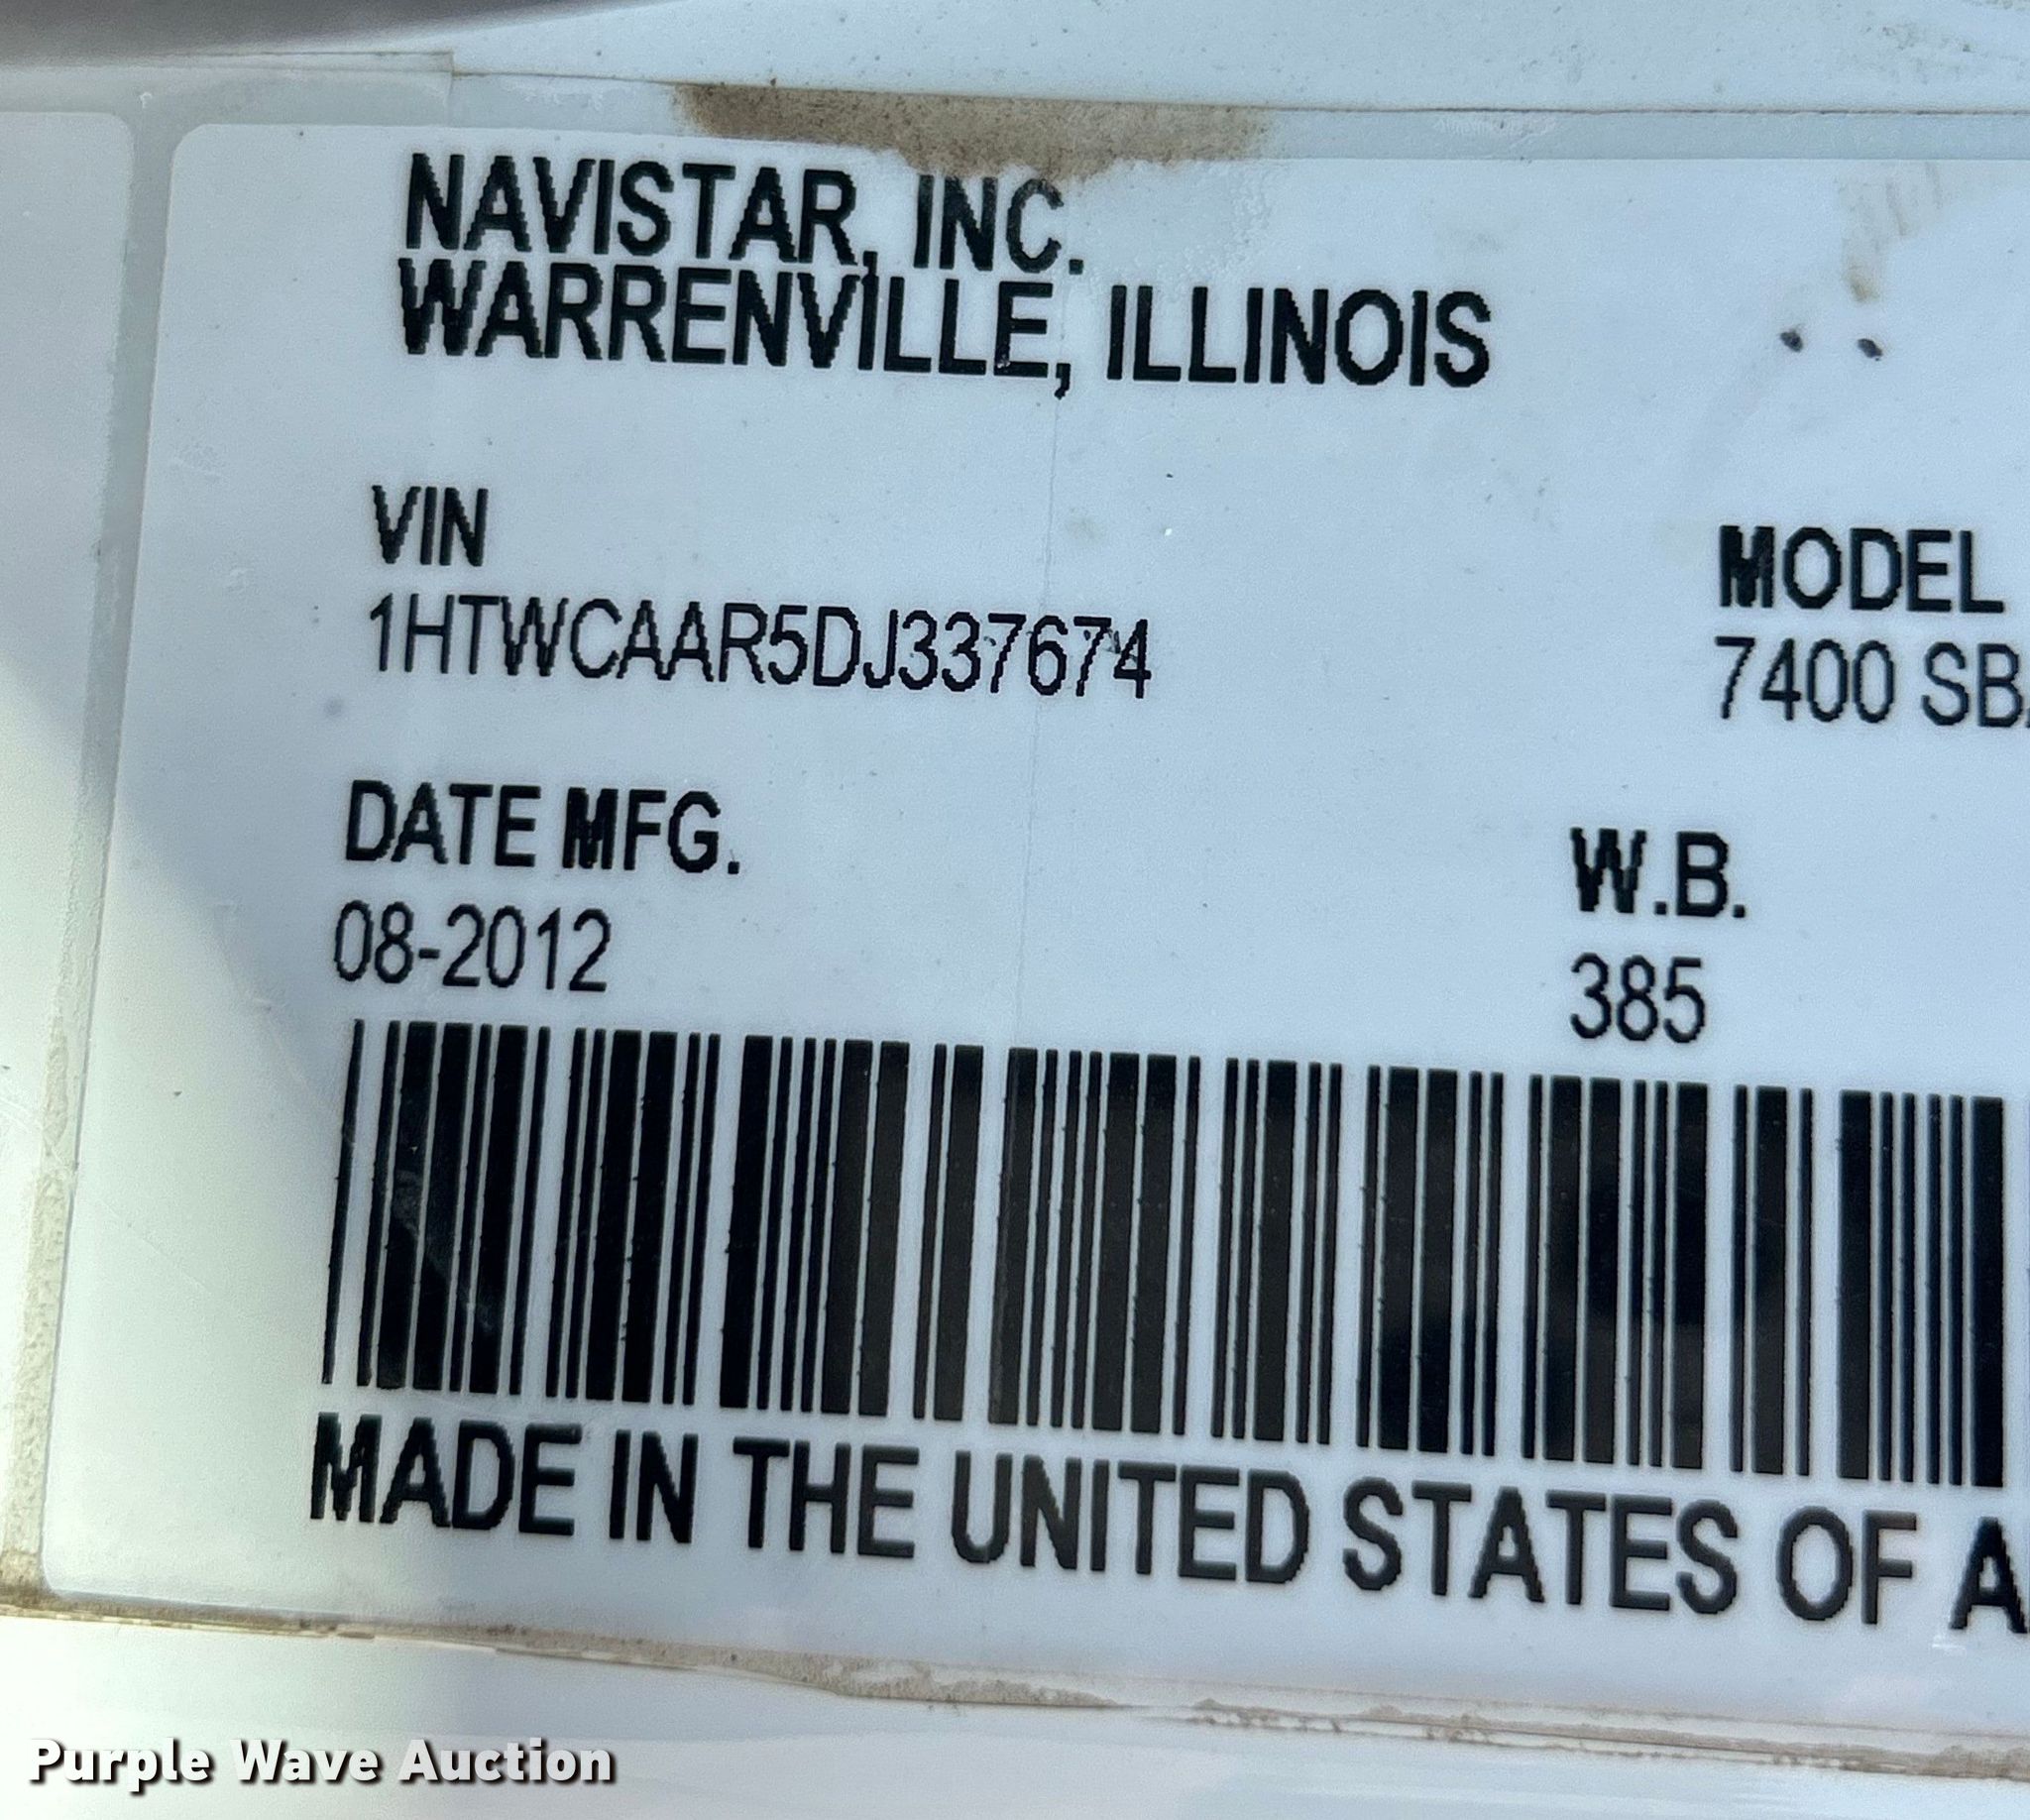 NAVISTAR, INC.
WARRENVILLE, ILLINOIS
VIN
1HTWCAAR5DJ337674
MODEL
7400 SBA
DATE MFG.
08-2012
W.B.
385
MADE IN THE UNITED STATES OF A
Purple Wave Auction